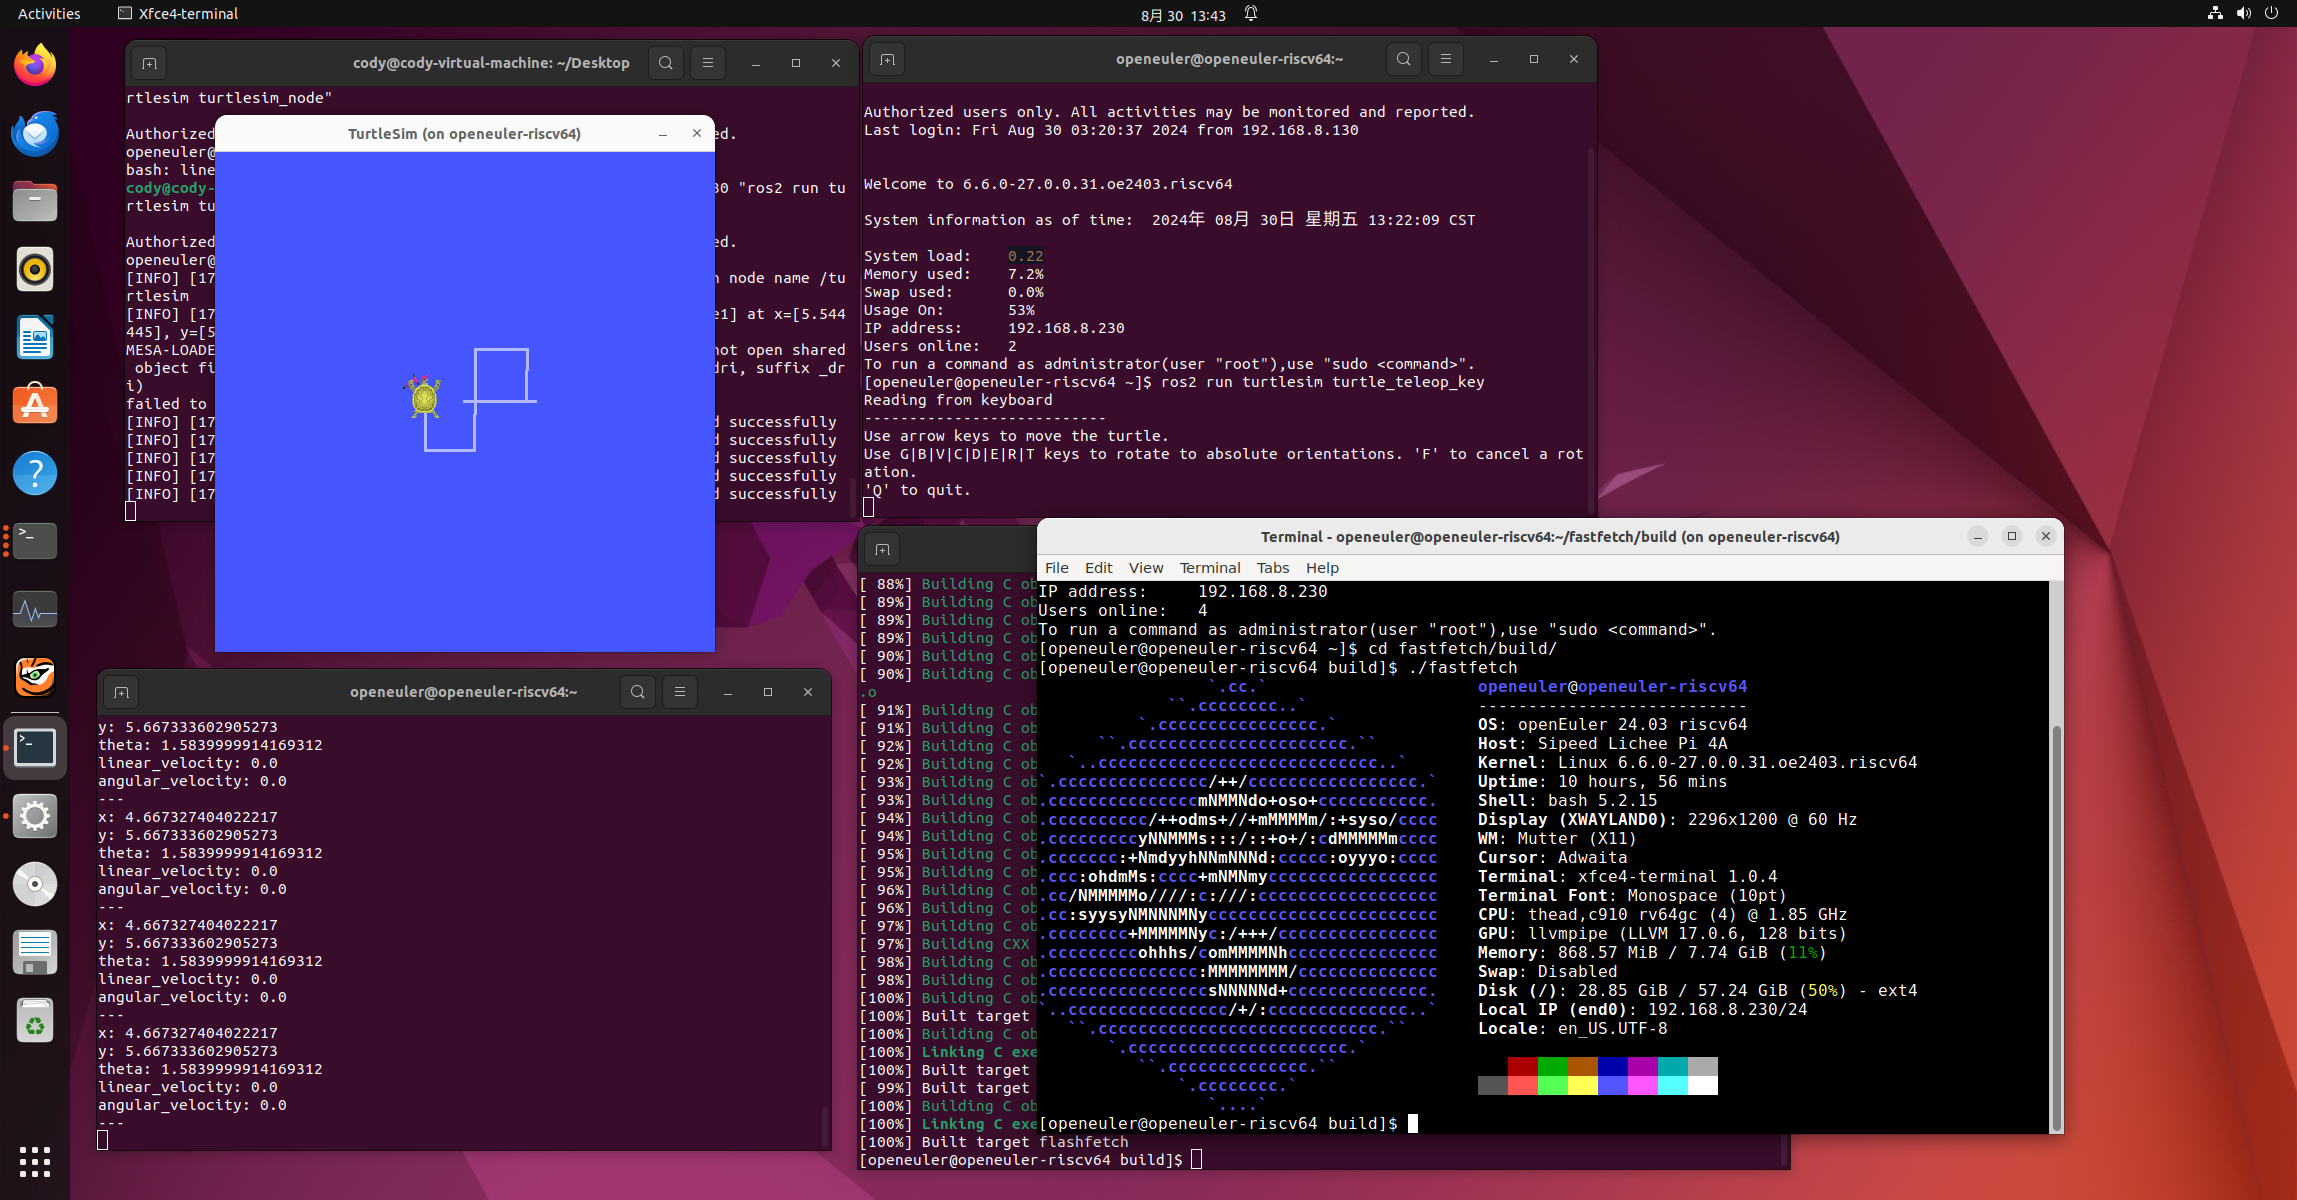 Activities
Xfce4-terminal
8月 30 13:43
cody@cody-virtual-machine: ~/Desktop
rtlesim turtlesim_node"
Authorized
ed.
openeuler@
bash: line
cody@cody-
30 "ros2 run tu
rtlesim tu
Authorized
ed.
openeuler@
[INFO] [17
node name /tu
rtlesim
[INFO] [17
e1] at x=[5.544
445], y=[5
MESA-LOADE
not open shared
object fi
dri, suffix _dr
i)
failed to
[INFO] [17
d successfully
[INFO] [17
d successfully
[INFO] [17
d successfully
[INFO] [17
d successfully
[INFO] [17
d successfully
TurtleSim (on openeuler-riscv64)
openeuler@openeuler-riscv64:~
Authorized users only. All activities may be monitored and reported.
Last login: Fri Aug 30 03:20:37 2024 from 192.168.8.130
Welcome to 6.6.0-27.0.0.31.oe2403.riscv64
System information as of time:  2024年 08月 30日 星期五 13:22:09 CST
System load:    0.22
Memory used:    7.2%
Swap used:      0.0%
Usage On:       53%
IP address:     192.168.8.230
Users online:   2
To run a command as administrator(user "root"),use "sudo <command>".
[openeuler@openeuler-riscv64 ~]$ ros2 run turtlesim turtle_teleop_key
Reading from keyboard
---------------------------
Use arrow keys to move the turtle.
Use G|B|V|C|D|E|R|T keys to rotate to absolute orientations. 'F' to cancel a rot
ation.
'Q' to quit.
openeuler@openeuler-riscv64:~
y: 5.667333602905273
theta: 1.5839999914169312
linear_velocity: 0.0
angular_velocity: 0.0
---
x: 4.667327404022217
y: 5.667333602905273
theta: 1.5839999914169312
linear_velocity: 0.0
angular_velocity: 0.0
---
x: 4.667327404022217
y: 5.667333602905273
theta: 1.5839999914169312
linear_velocity: 0.0
angular_velocity: 0.0
---
x: 4.667327404022217
y: 5.667333602905273
theta: 1.5839999914169312
linear_velocity: 0.0
angular_velocity: 0.0
---
[ 88%] Building C ob
[ 89%] Building C ob
[ 89%] Building C ob
[ 89%] Building C ob
[ 90%] Building C ob
[ 90%] Building C ob
.o
[ 91%] Building C ob
[ 91%] Building C ob
[ 92%] Building C ob
[ 92%] Building C ob
[ 93%] Building C ob
[ 93%] Building C ob
[ 94%] Building C ob
[ 94%] Building C ob
[ 95%] Building C ob
[ 95%] Building C ob
[ 96%] Building C ob
[ 96%] Building C ob
[ 97%] Building C ob
[ 97%] Building CXX
[ 98%] Building C ob
[ 98%] Building C ob
[100%] Building C ob
[100%] Built target
[100%] Building C ob
[100%] Linking C exe
[100%] Built target
[ 99%] Built target
[100%] Building C ob
[100%] Linking C exe
[100%] Built target flashfetch
[openeuler@openeuler-riscv64 build]$
Terminal - openeuler@openeuler-riscv64:~/fastfetch/build (on openeuler-riscv64)
File Edit View Terminal Tabs Help
IP address:     192.168.8.230
Users online:   4
To run a command as administrator(user "root"),use "sudo <command>".
[openeuler@openeuler-riscv64 ~]$ cd fastfetch/build/
[openeuler@openeuler-riscv64 build]$ ./fastfetch
openeuler@openeuler-riscv64
---------------------------
OS: openEuler 24.03 riscv64
Host: Sipeed Lichee Pi 4A
Kernel: Linux 6.6.0-27.0.0.31.oe2403.riscv64
Uptime: 10 hours, 56 mins
Shell: bash 5.2.15
Display (XWAYLAND0): 2296x1200 @ 60 Hz
WM: Mutter (X11)
Cursor: Adwaita
Terminal: xfce4-terminal 1.0.4
Terminal Font: Monospace (10pt)
CPU: thead,c910 rv64gc (4) @ 1.85 GHz
GPU: llvmpipe (LLVM 17.0.6, 128 bits)
Memory: 868.57 MiB / 7.74 GiB (11%)
Swap: Disabled
Disk (/): 28.85 GiB / 57.24 GiB (50%) - ext4
Local IP (end0): 192.168.8.230/24
Locale: en_US.UTF-8
[openeuler@openeuler-riscv64 build]$